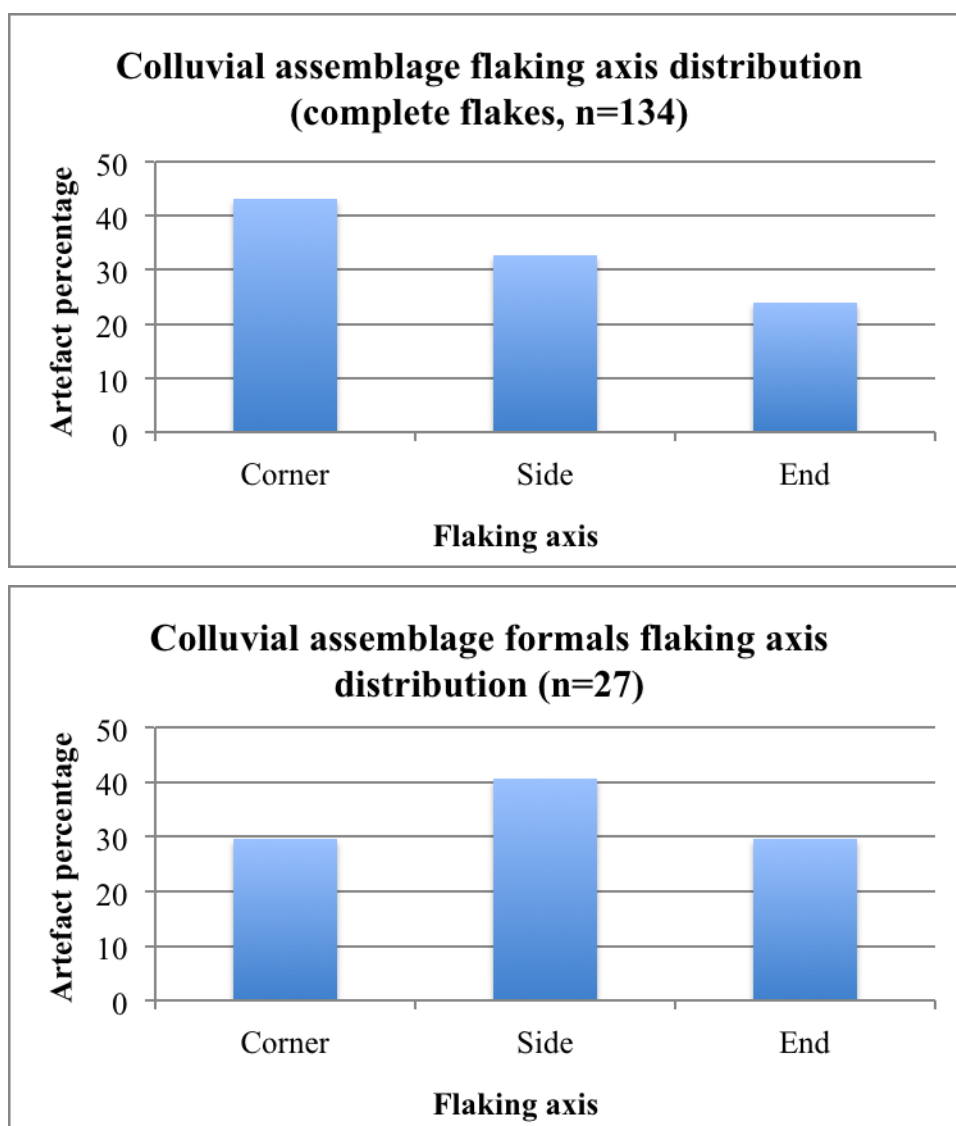 Colluvial assemblage flaking axis distribution
(complete flakes, n=134)
Artefact percentage
50
40
30
20
10
0
Corner Side End
Flaking axis
Colluvial assemblage formals flaking axis
distribution (n=27)
Artefact percentage
50
40
30
20
10
0
Corner Side End
Flaking axis